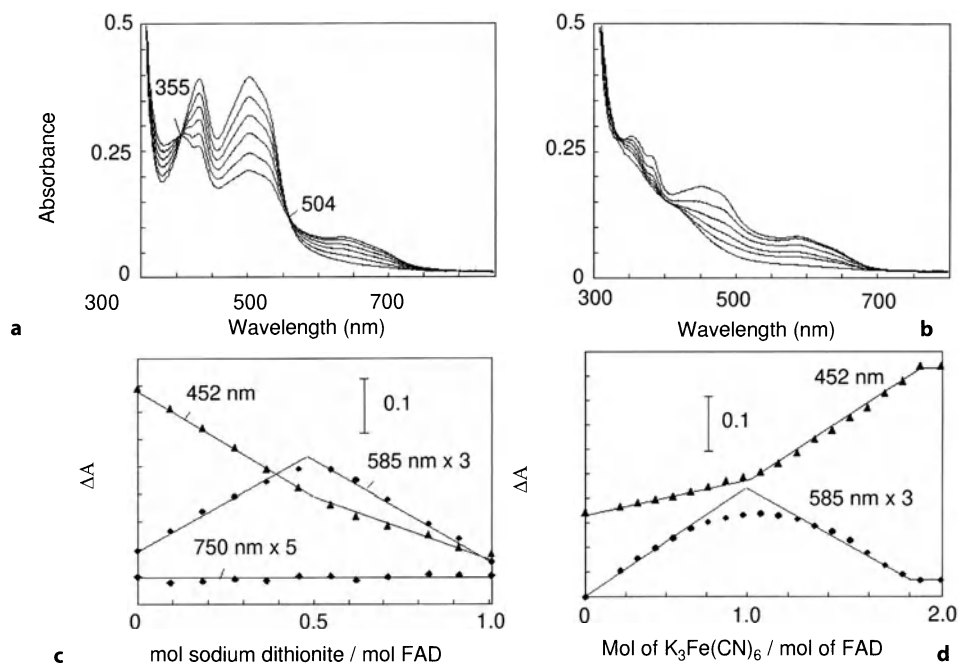 0.5
0.25
0
Absorbance
355
504
300 500 700
Wavelength (nm)
a
0.5
0.25
0
300 500 700
Wavelength (nm)
b
ΔA
452 nm
0.1
585 nm x 3
750 nm x 5
0 0.5 1.0
mol sodium dithionite / mol FAD
c
ΔA
452 nm
0.1
585 nm x 3
0 1.0 2.0
Mol of K₃Fe(CN)₆ / mol of FAD
d